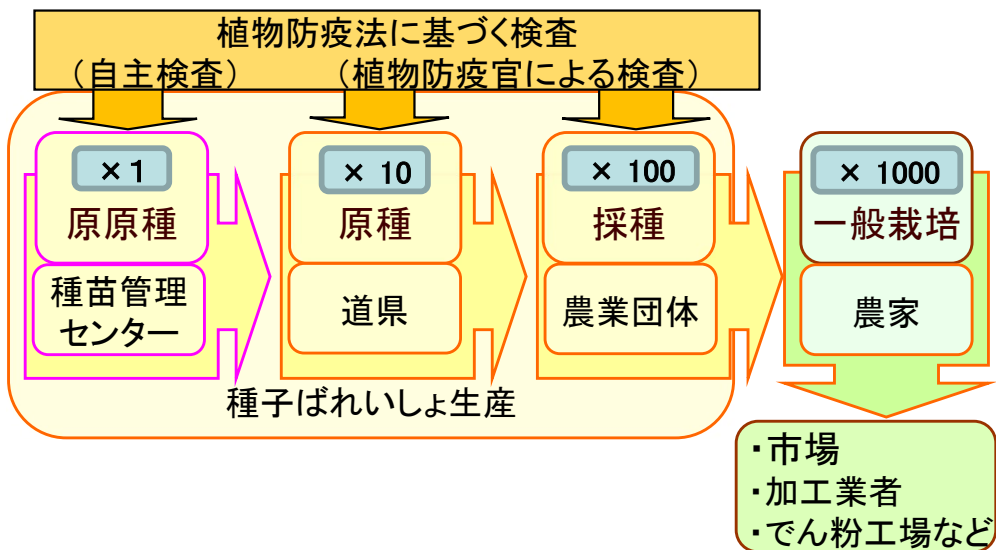 植物防疫法に基づく検査
（自主検査）　（植物防疫官による検査）
×1
原原種
種苗管理
センター
× 10
原種
道県
× 100
採種
農業団体
× 1000
一般栽培
農家
種子ばれいしょ生産
・市場
・加工業者
・でん粉工場など